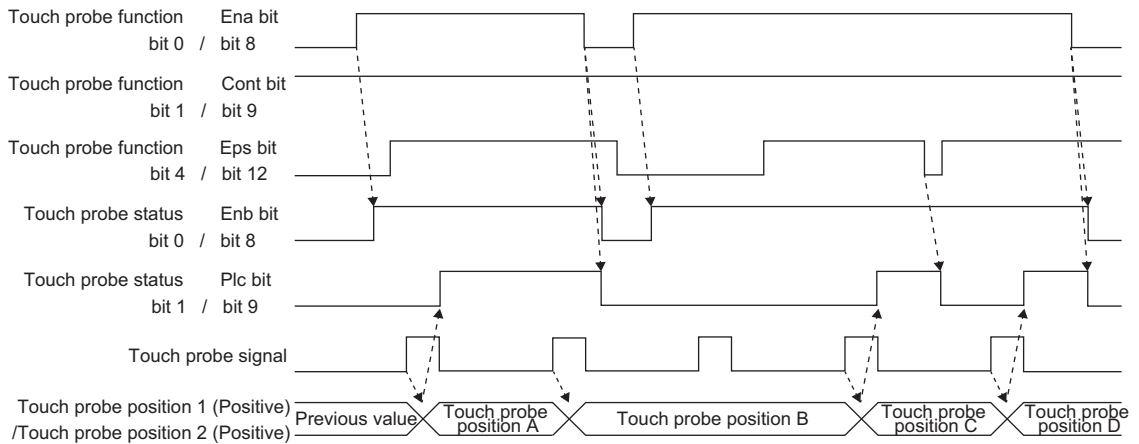 Touch probe function Ena bit
bit 0 / bit 8
Touch probe function Cont bit
bit 1 / bit 9
Touch probe function Eps bit
bit 4 / bit 12
Touch probe status Enb bit
bit 0 / bit 8
Touch probe status Plc bit
bit 1 / bit 9
Touch probe signal
Touch probe position 1 (Positive)
/Touch probe position 2 (Positive)
Previous value
Touch probe
position A
Touch probe position B
Touch probe
position C
Touch probe
position D